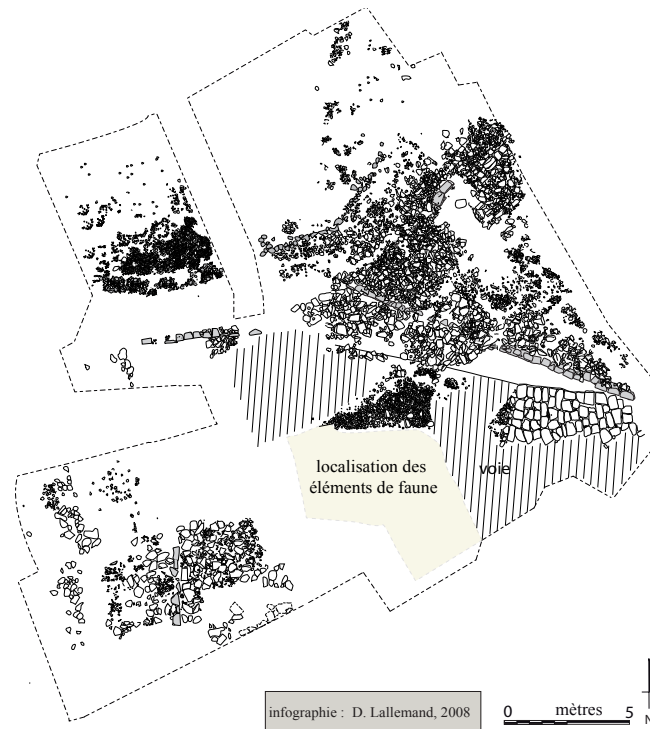 localisation des
éléments de faune
voie
infographie : D. Lallemand, 2008
0 mètres 5
N